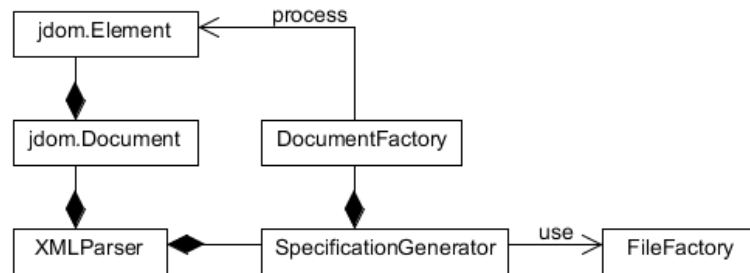 process
jdom.Element
jdom.Document
DocumentFactory
XMLParser
SpecificationGenerator
use
FileFactory